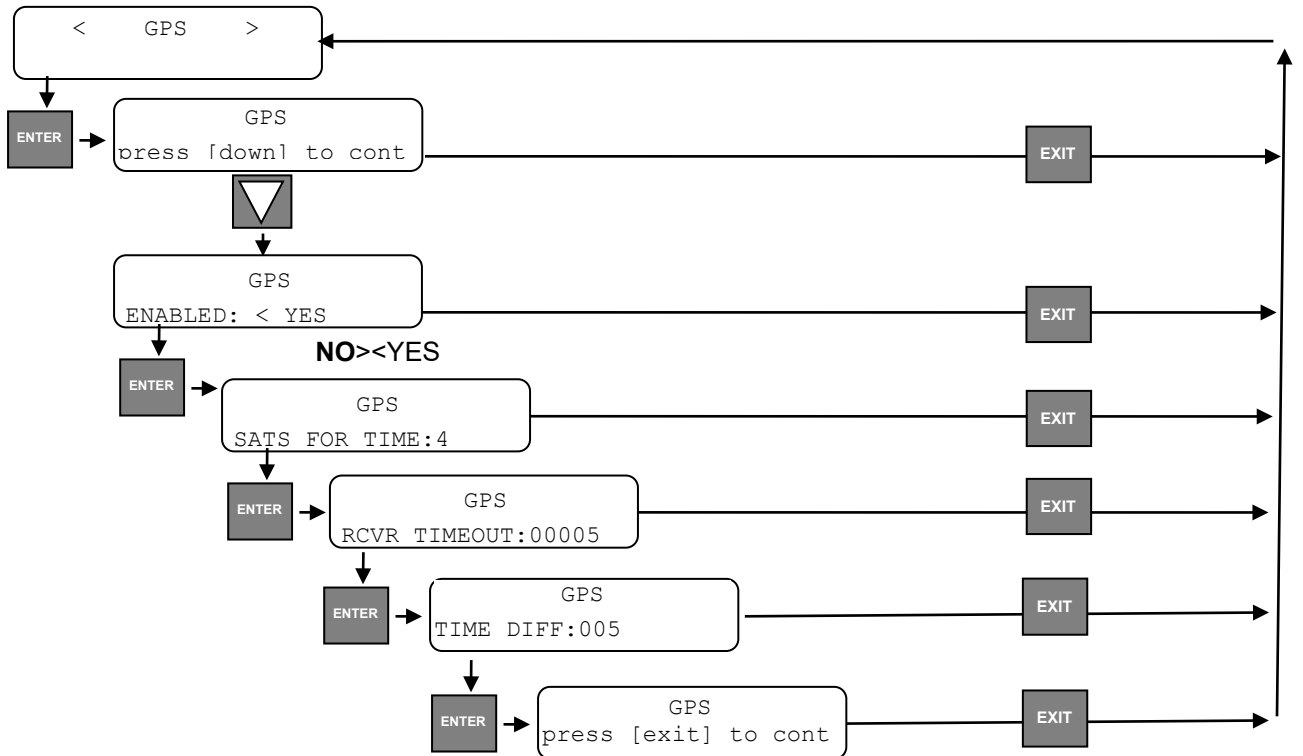 < GPS >
ENTER
GPS
press [down] to cont
EXIT
GPS
ENABLED: < YES
EXIT
NO><YES
ENTER
GPS
SATS FOR TIME:4
EXIT
ENTER
GPS
RCVR TIMEOUT:00005
EXIT
ENTER
GPS
TIME DIFF:005
EXIT
ENTER
GPS
press [exit] to cont
EXIT